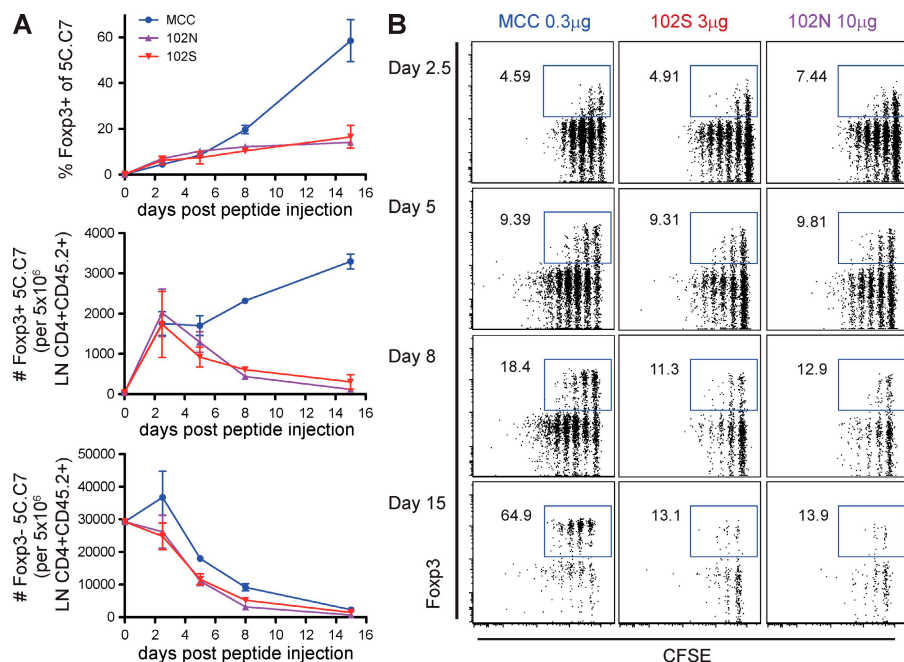 A
MCC
102N
102S
% Foxp3+ of 5C.C7
60
40
20
0
0 2 4 6 8 10 12 14 16
days post peptide injection
# Foxp3+ 5C.C7
(per 5x10⁶
LN CD4+CD45.2+)
4000
3000
2000
1000
0
0 2 4 6 8 10 12 14 16
days post peptide injection
# Foxp3- 5C.C7
(per 5x10⁶
LN CD4+CD45.2+)
50000
40000
30000
20000
10000
0
0 2 4 6 8 10 12 14 16
days post peptide injection
B MCC 0.3µg 102S 3µg 102N 10µg
Day 2.5
4.59 4.91 7.44
Day 5
9.39 9.31 9.81
Day 8
18.4 11.3 12.9
Day 15
64.9 13.1 13.9
Foxp3
CFSE